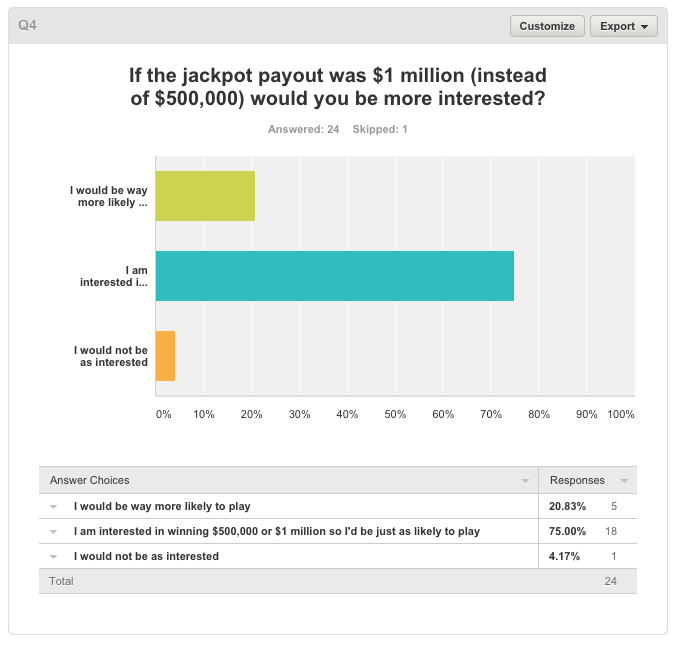 Q4
Customize
Export
If the jackpot payout was $1 million (instead
of $500,000) would you be more interested?
Answered: 24 Skipped: 1
I would be way
more likely ...
I am
interested i...
I would not be
as interested
0% 10% 20% 30% 40% 50% 60% 70% 80% 90% 100%
Answer Choices Responses
I would be way more likely to play 20.83% 5
I am interested in winning $500,000 or $1 million so I'd be just as likely to play 75.00% 18
I would not be as interested 4.17% 1
Total 24